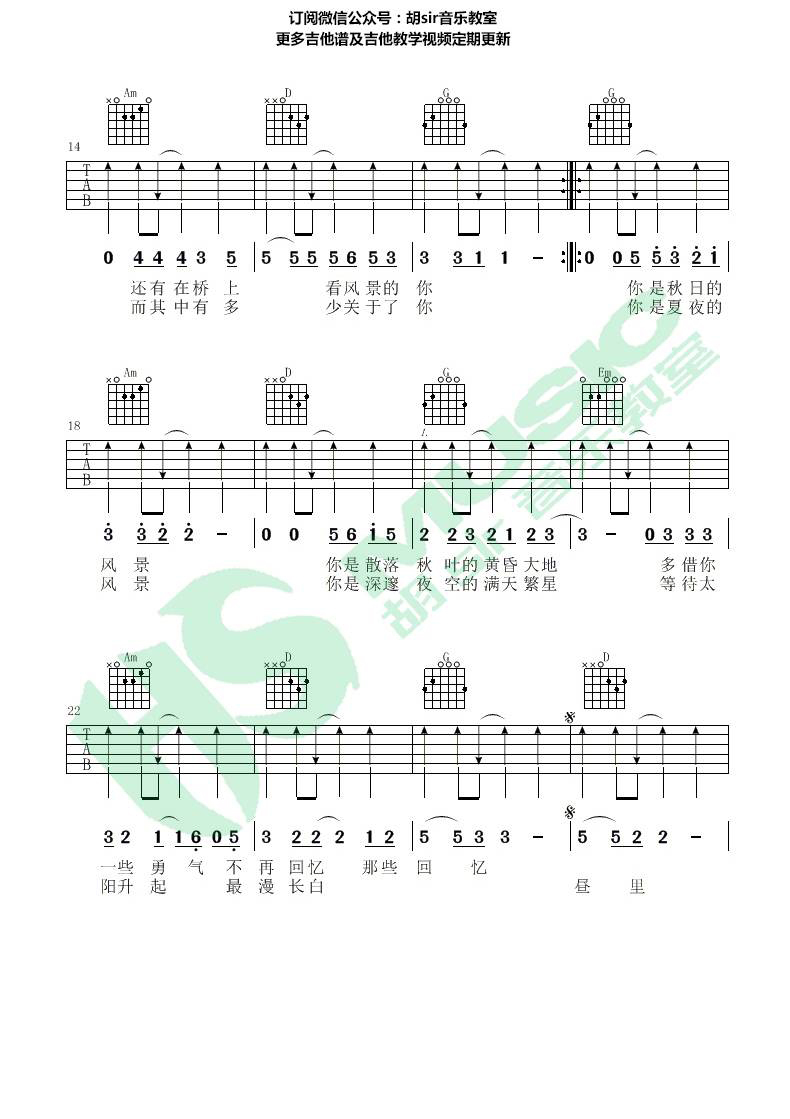 订阅微信公众号：胡sir音乐教室
更多吉他谱及吉他教学视频定期更新
Am D G G
14
T
A
B
0 4 4 4 3 5 5 5 5 5 6 5 3 3 3 1 1 - 0 0 5 5 3 2 1
还有在桥上 看风景的你 你是秋日的
而其中有多 少关于了你 你是夏夜的
Am D G Em
18
1.
T
A
B
3 3 2 2 - 0 0 5 6 1 5 2 2 3 2 1 2 3 3 - 0 3 3 3
风景 你是散落秋叶的黄昏大地 多借你
风景 你是深邃夜空的满天繁星 等待太
Am D G D
22
T
A
B
3 2 1 1 6 0 5 3 2 2 2 1 2 5 5 3 3 - 5 5 2 2 -
一些勇气不再回忆 那些回忆
阳升起 最漫长白 昼里
HS MUSIC
胡 sir 音乐教室